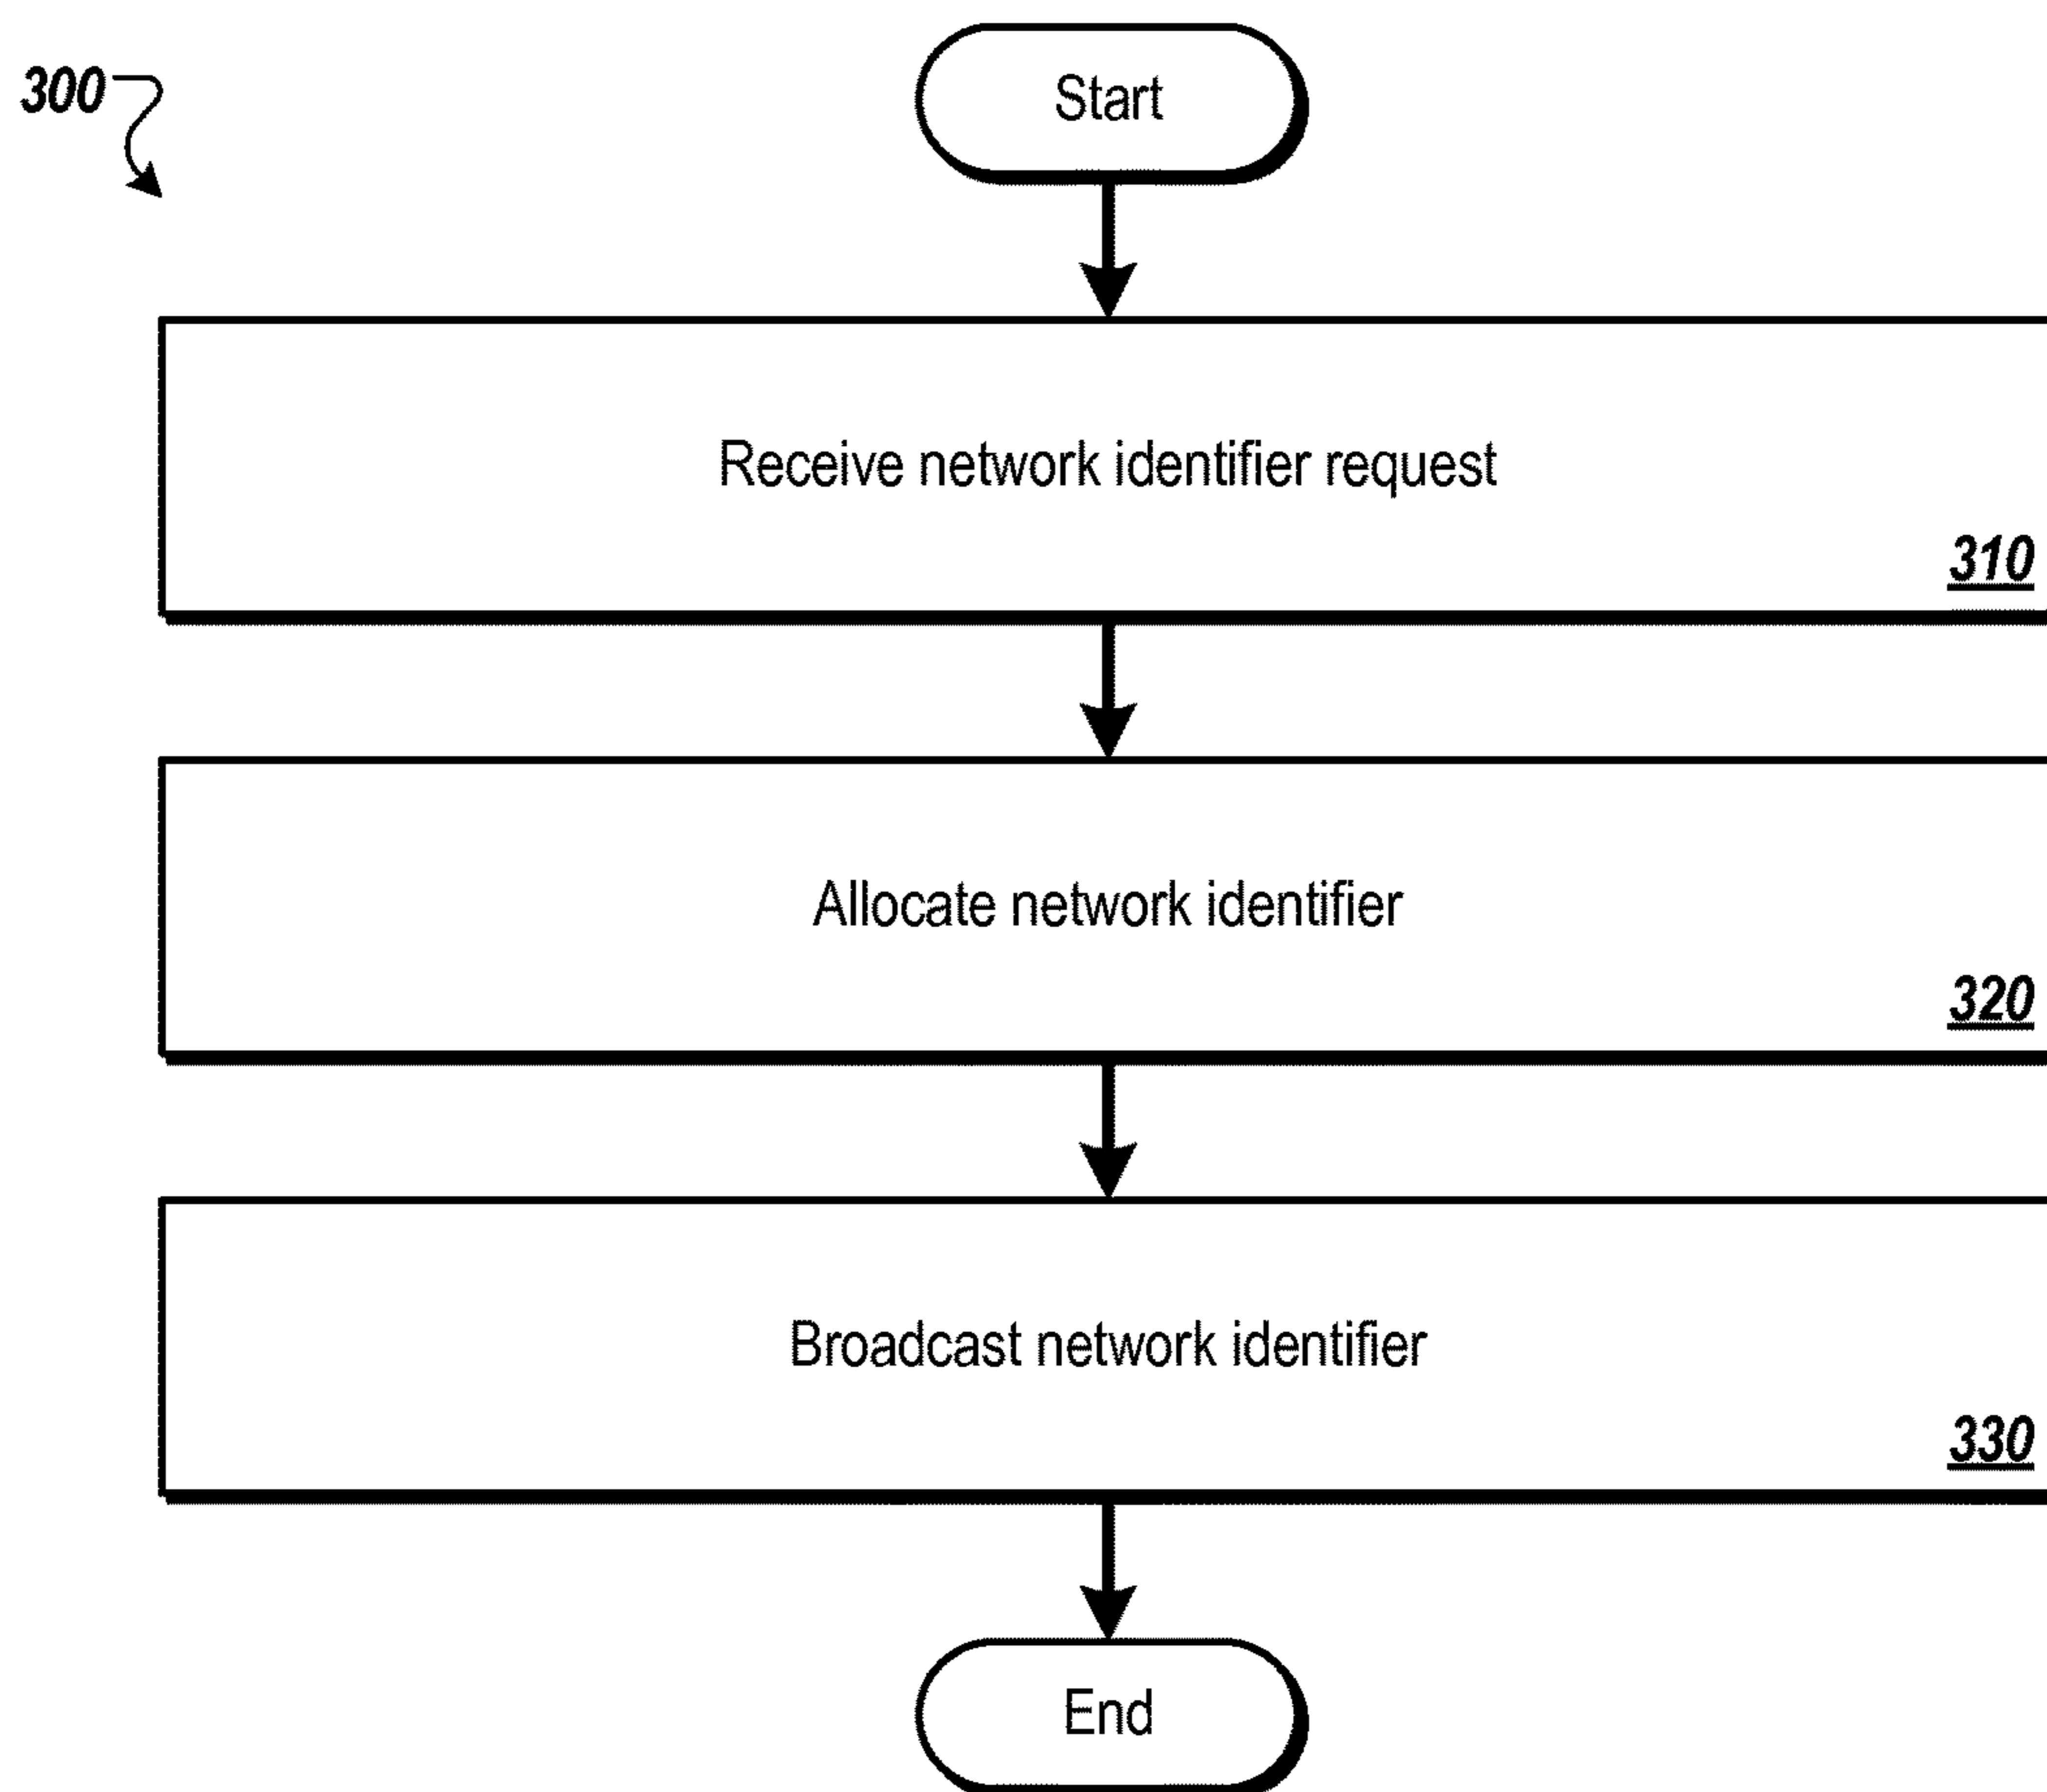 300
Start
Receive network identifier request
310
Allocate network identifier
320
Broadcast network identifier
330
End